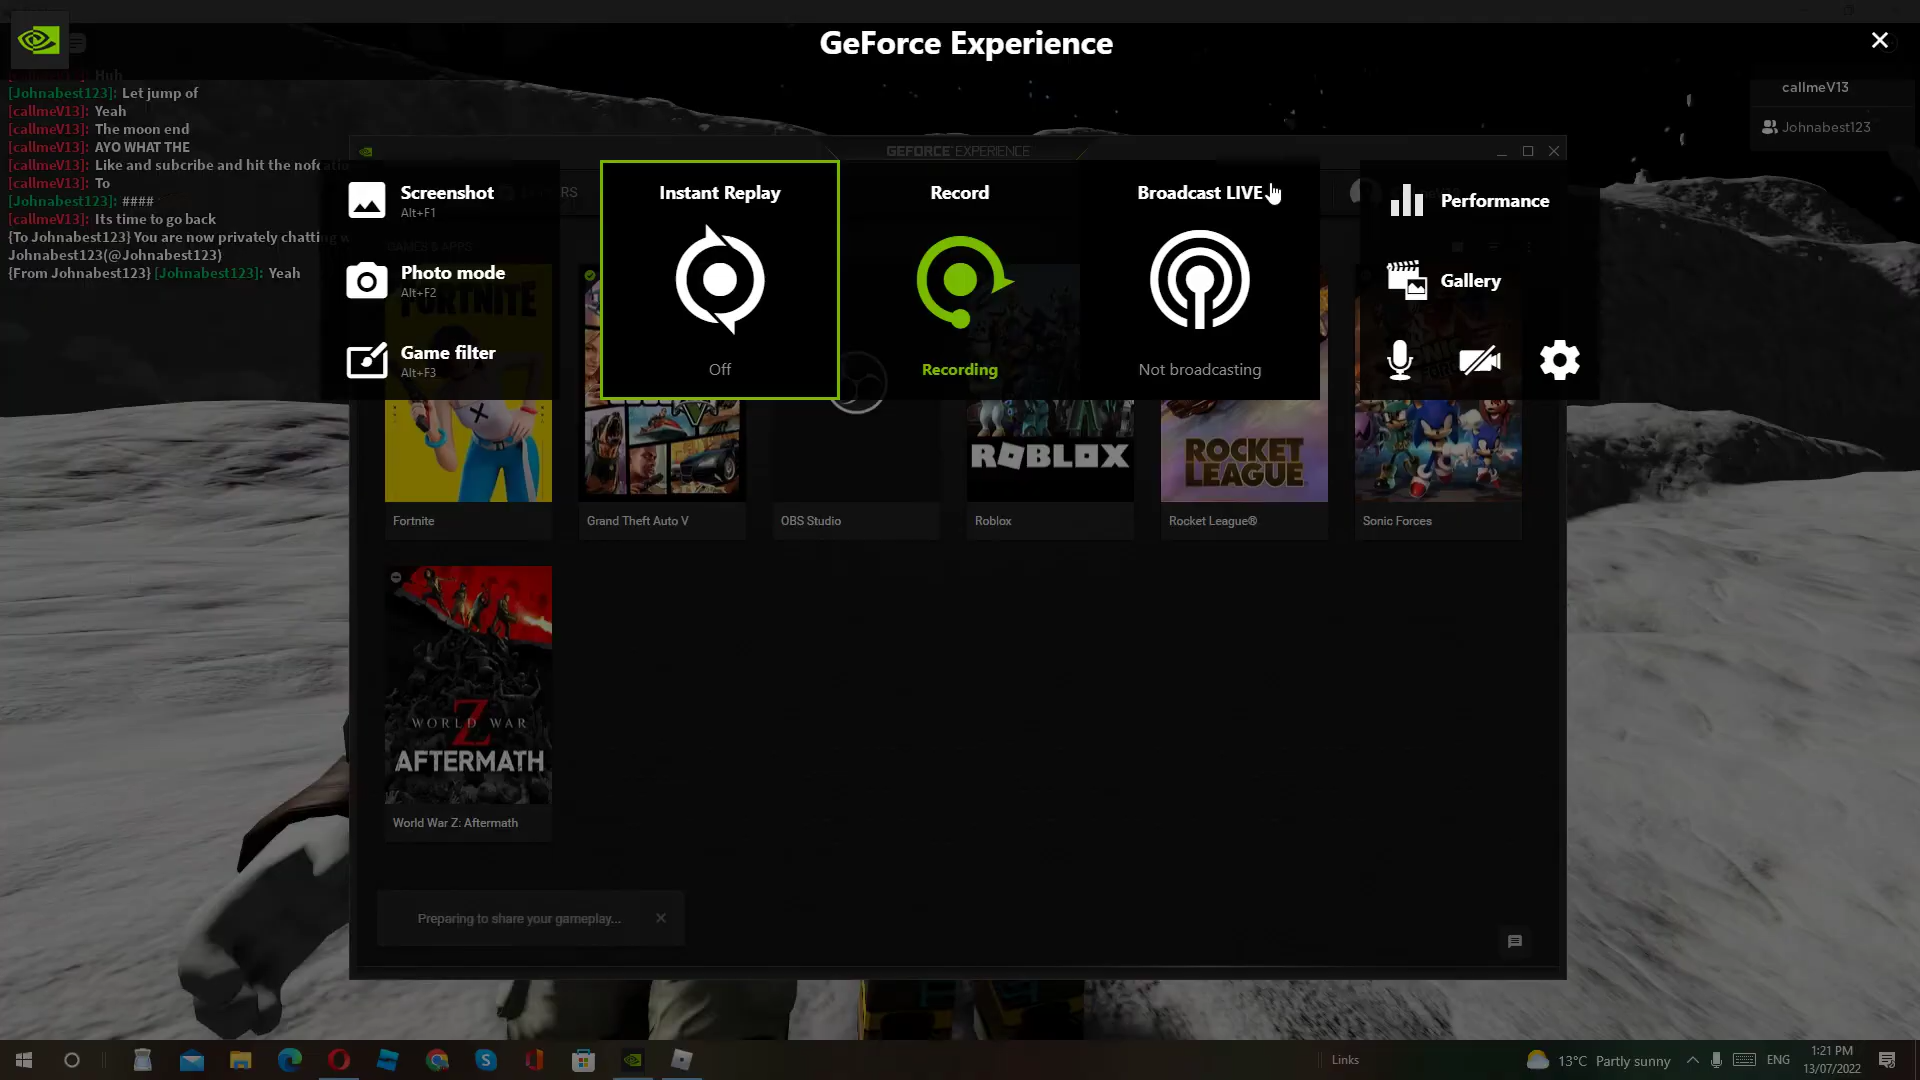 GeForce Experience
Huh
[Johnabest123]: Let jump of
[callmeV13]: Yeah
[callmeV13]: The moon end
[callmeV13]: AYO WHAT THE
[callmeV13]: Like and subcribe and hit the nof
[callmeV13]: To
[Johnabest123]: ####
[callmeV13]: Its time to go back
{To Johnabest123} You are now privately chatting w
Johnabest123(@Johnabest123)
{From Johnabest123} [Johnabest123]: Yeah
callmeV13
Johnabest123
GEFORCE EXPERIENCE
Screenshot
Alt+F1
Photo mode
Alt+F2
Game filter
Alt+F3
Instant Replay
Off
Record
Recording
Broadcast LIVE
Not broadcasting
Performance
Gallery
GAMES & APPS
FORTNITE
ROBLOX
ROCKET
LEAGUE
Fortnite
Grand Theft Auto V
OBS Studio
Roblox
Rocket League®
Sonic Forces
WORLD WAR
Z
AFTERMATH
World War Z: Aftermath
Preparing to share your gameplay...
Links
13°C Partly sunny
ENG
1:21 PM
13/07/2022